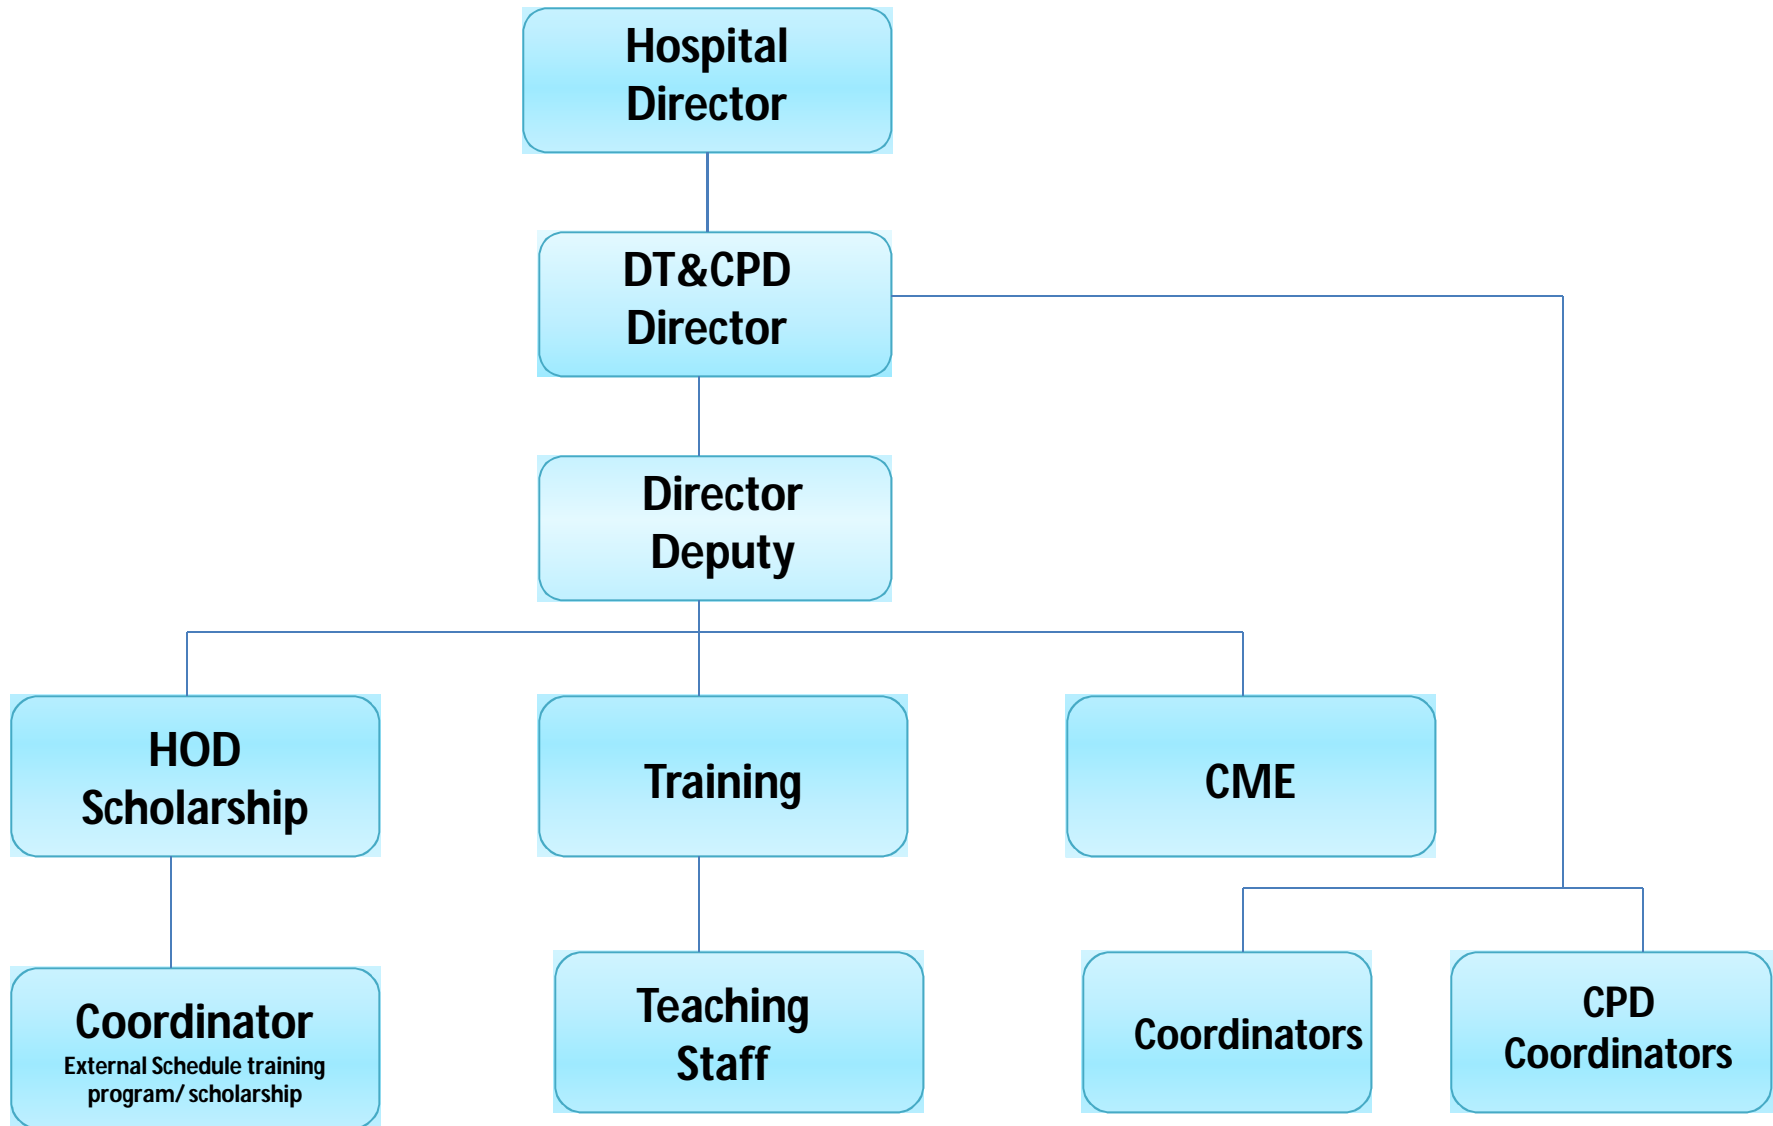 Hospital
Director
DT&CPD
Director
Director
Deputy
HOD
Scholarship
Training
CME
Coordinator
External Schedule training
program/ scholarship
Teaching
Staff
Coordinators
CPD
Coordinators